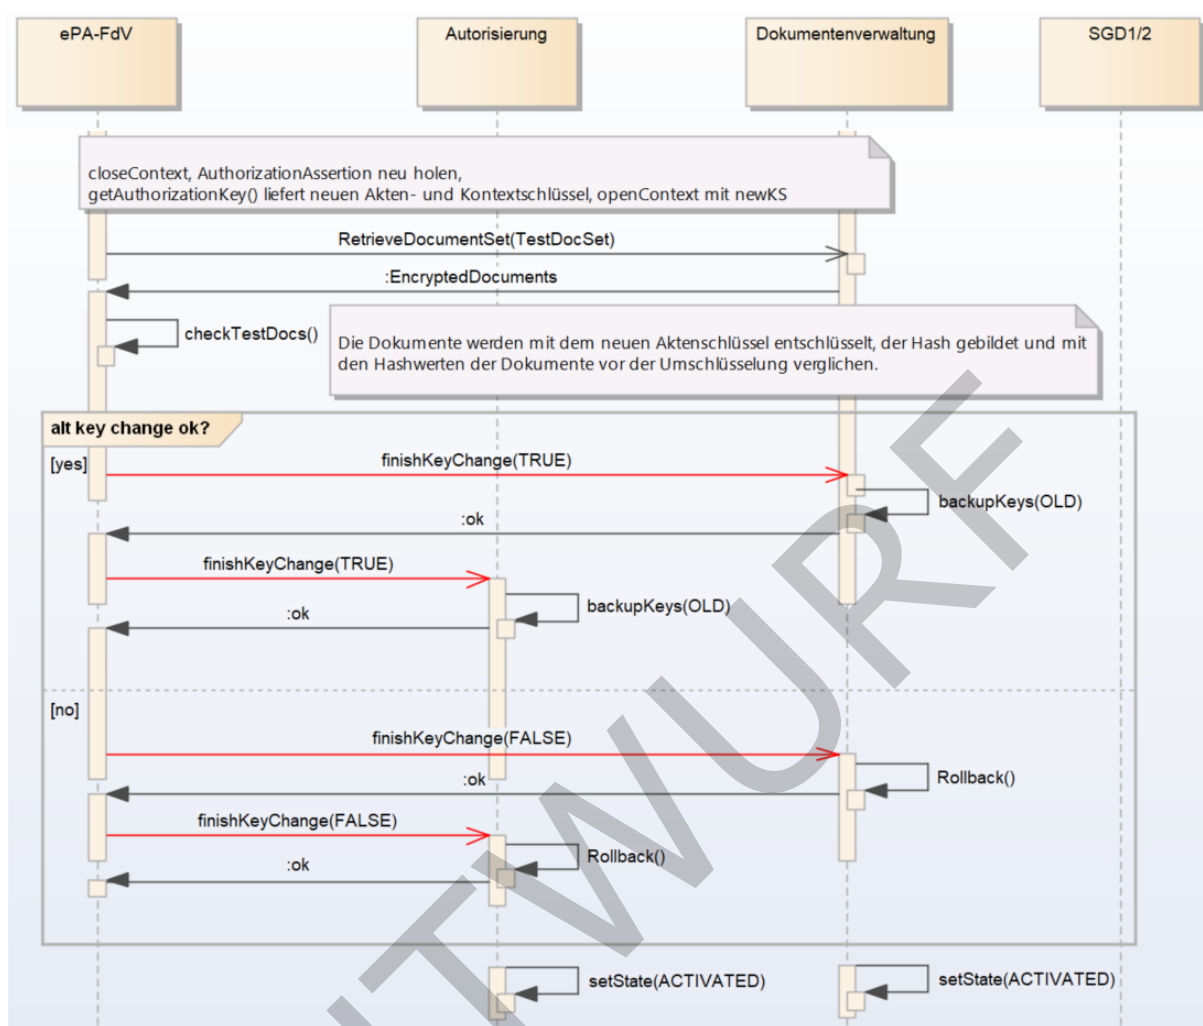 ePA-FdV
Autorisierung
Dokumentenverwaltung
SGD1/2
closeContext, AuthorizationAssertion neu holen,
getAuthorizationKey() liefert neuen Akten- und Kontextschlüssel, openContext mit newKS
RetrieveDocumentSet(TestDocSet)
:EncryptedDocuments
checkTestDocs()
Die Dokumente werden mit dem neuen Aktenschlüssel entschlüsselt, der Hash gebildet und mit
den Hashwerten der Dokumente vor der Umschlüsselung verglichen.
alt key change ok?
[yes]
finishKeyChange(TRUE)
backupKeys(OLD)
:ok
finishKeyChange(TRUE)
backupKeys(OLD)
:ok
[no]
finishKeyChange(FALSE)
Rollback()
:ok
finishKeyChange(FALSE)
Rollback()
:ok
setState(ACTIVATED)
setState(ACTIVATED)